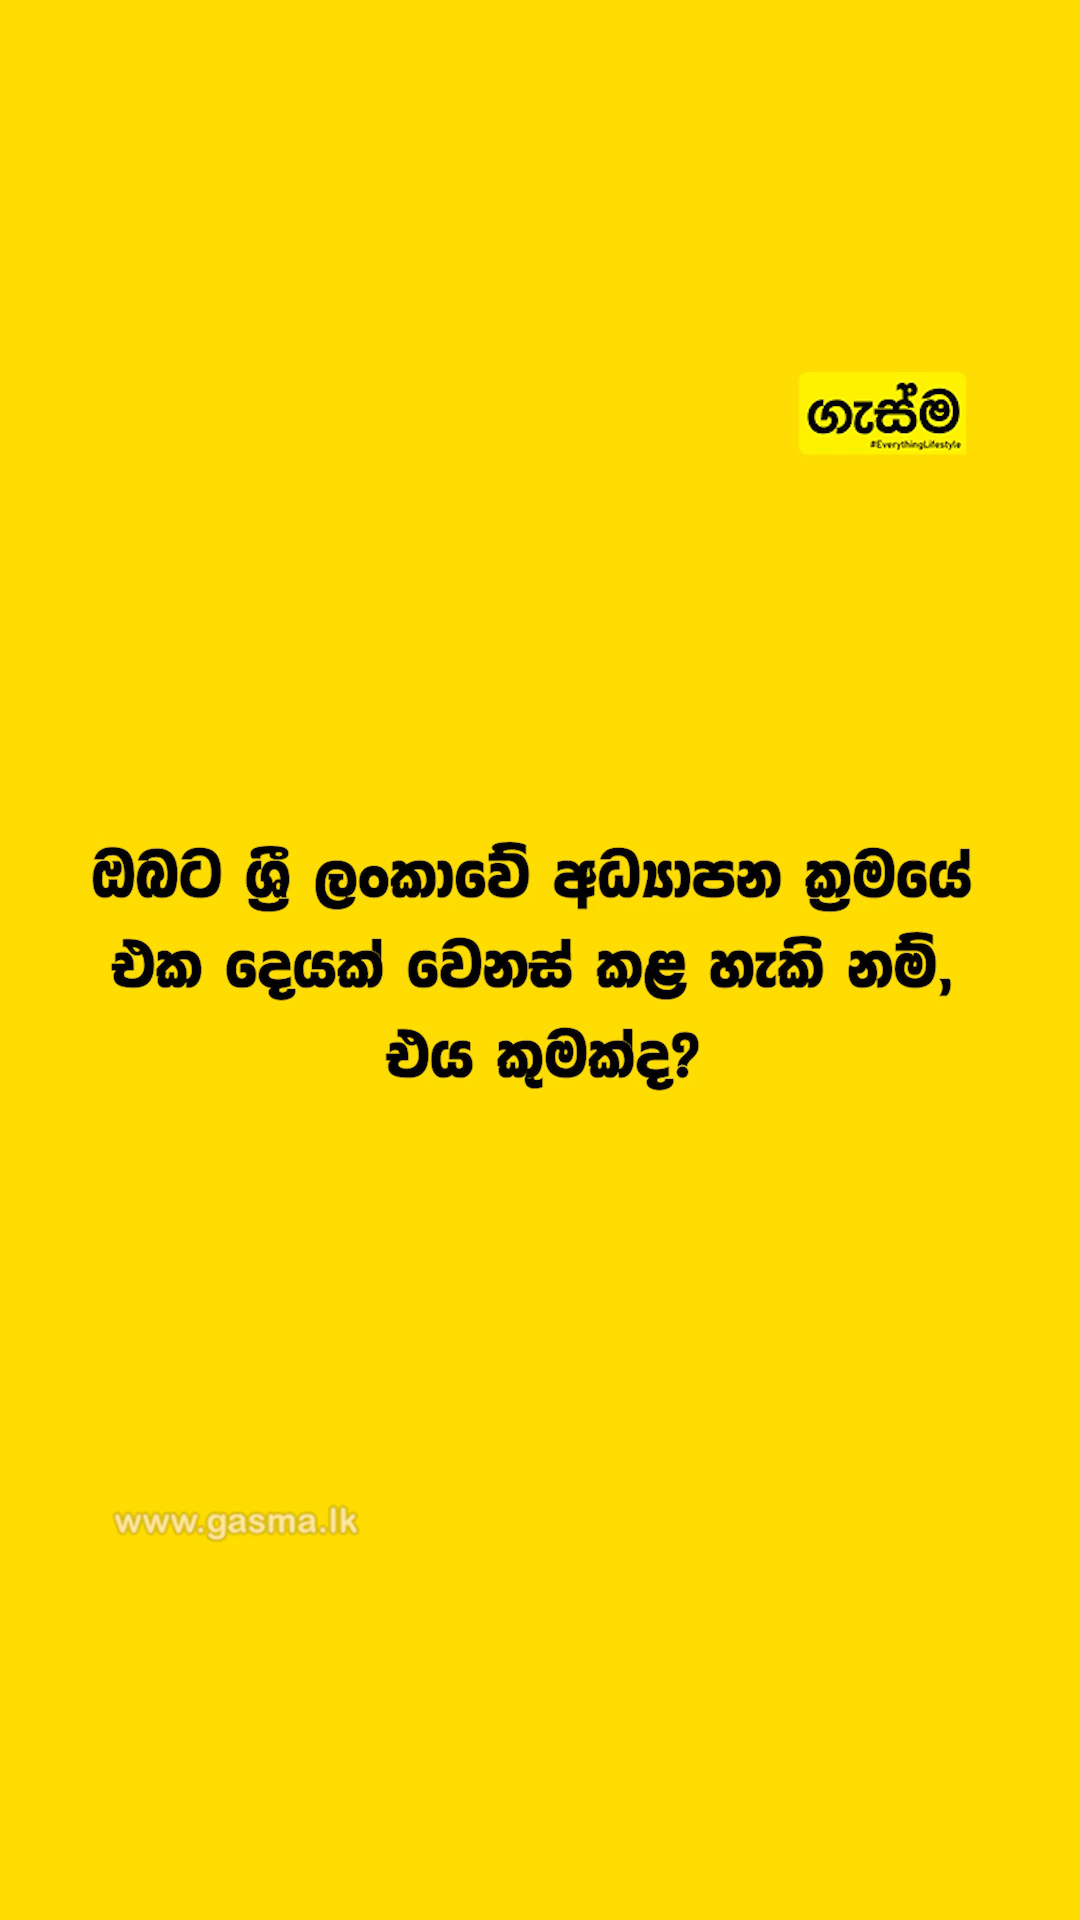 ගැස්ම
#EverythingLifestyle
ඔබට ශ්‍රී ලංකාවේ අධ්‍යාපන ක්‍රමයේ
එක දෙයක් වෙනස් කළ හැකි නම්,
එය කුමක්ද?
www.gasma.lk